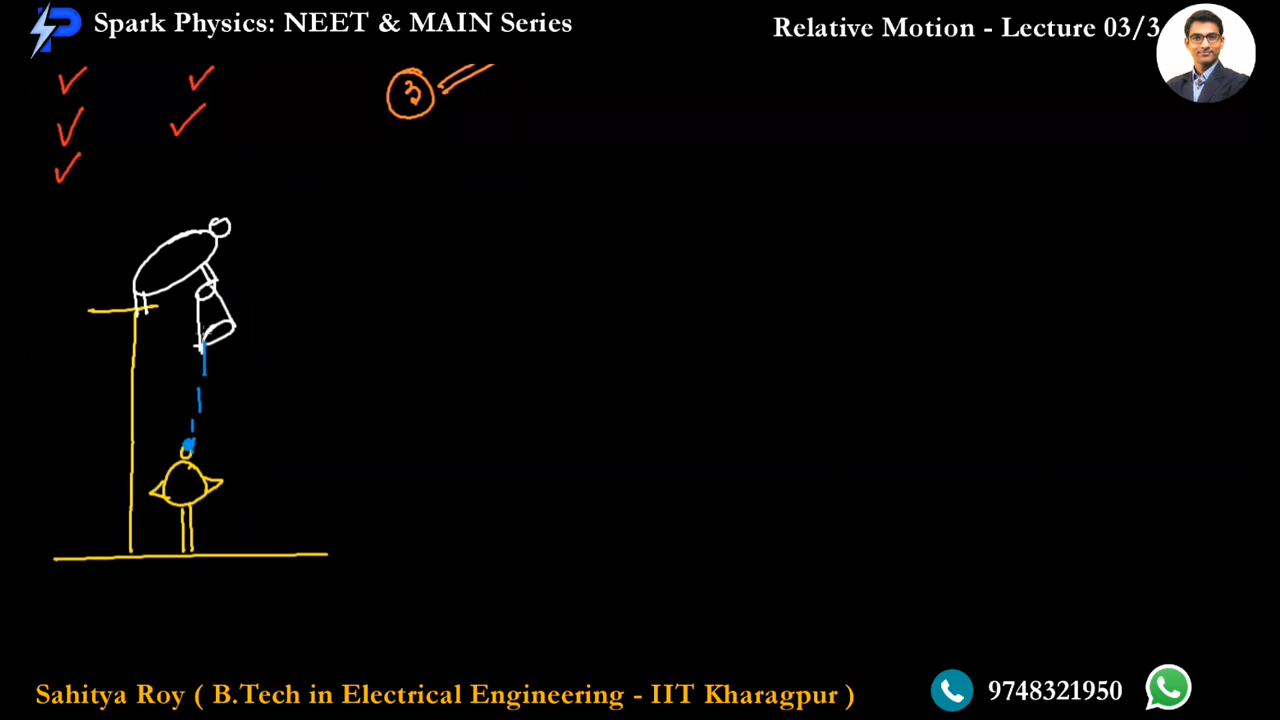 Spark Physics: NEET & MAIN Series
Relative Motion - Lecture 03/3
3
Sahitya Roy ( B.Tech in Electrical Engineering - IIT Kharagpur )
9748321950